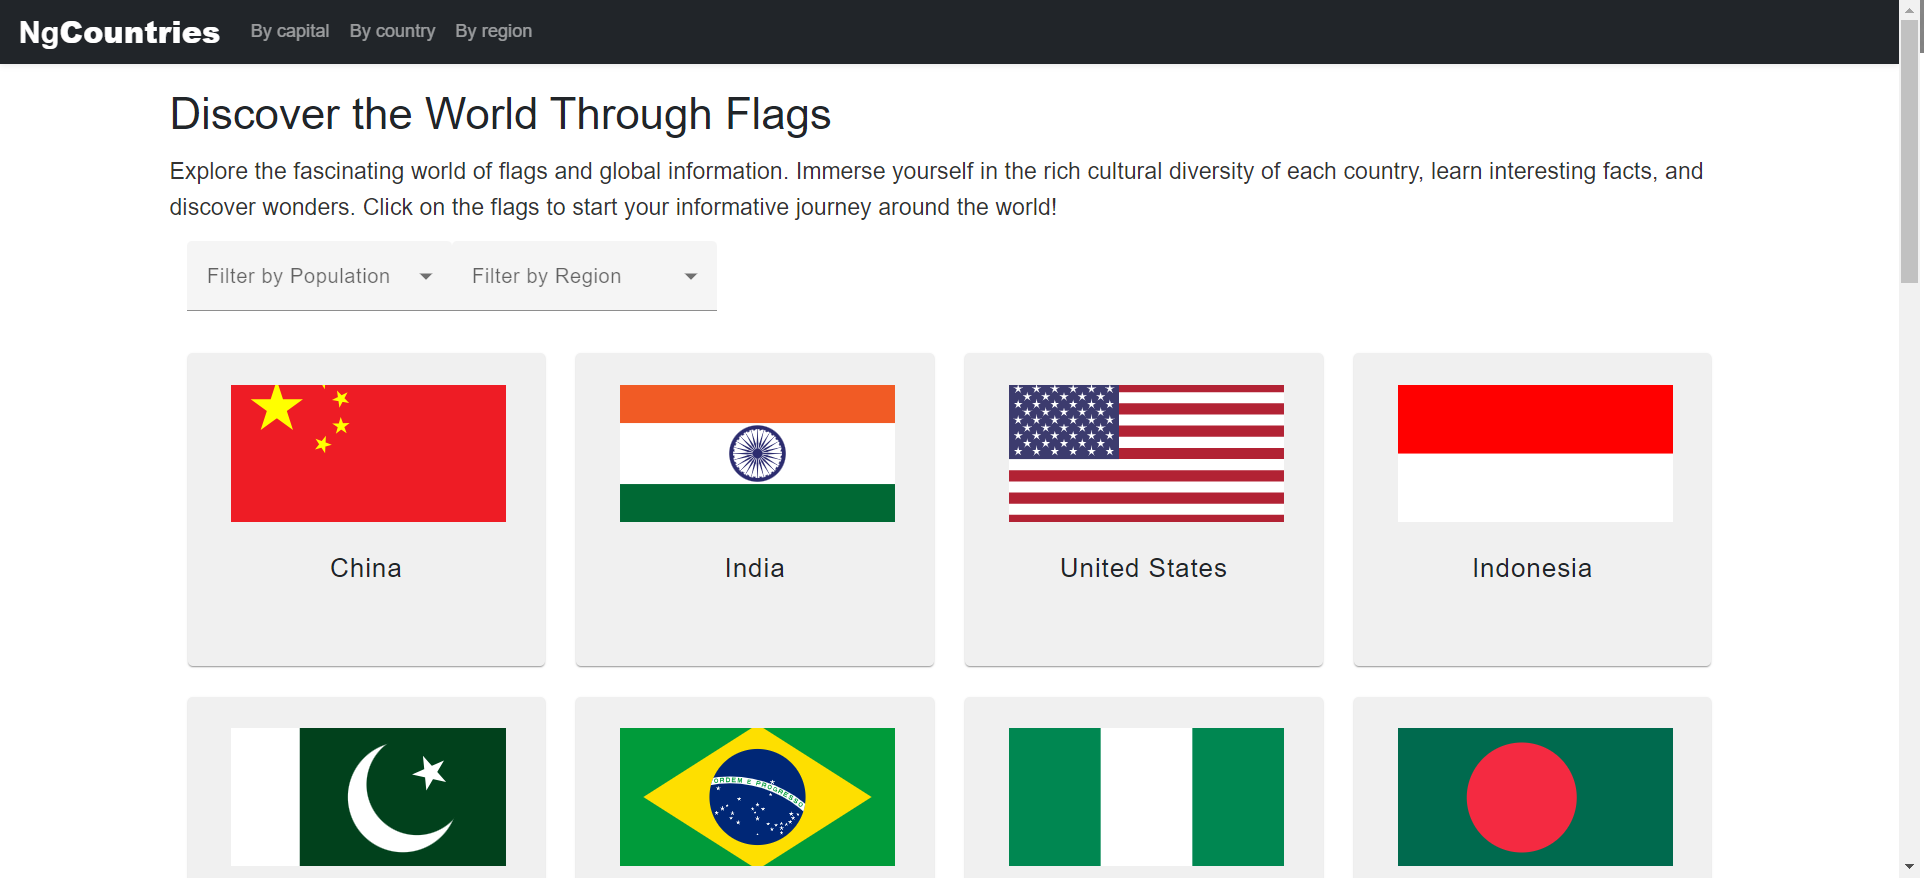 NgCountries By capital By country By region
Discover the World Through Flags
Explore the fascinating world of flags and global information. Immerse yourself in the rich cultural diversity of each country, learn interesting facts, and
discover wonders. Click on the flags to start your informative journey around the world!
Filter by Population Filter by Region
China India United States Indonesia
ORDEM E PROGRESSO